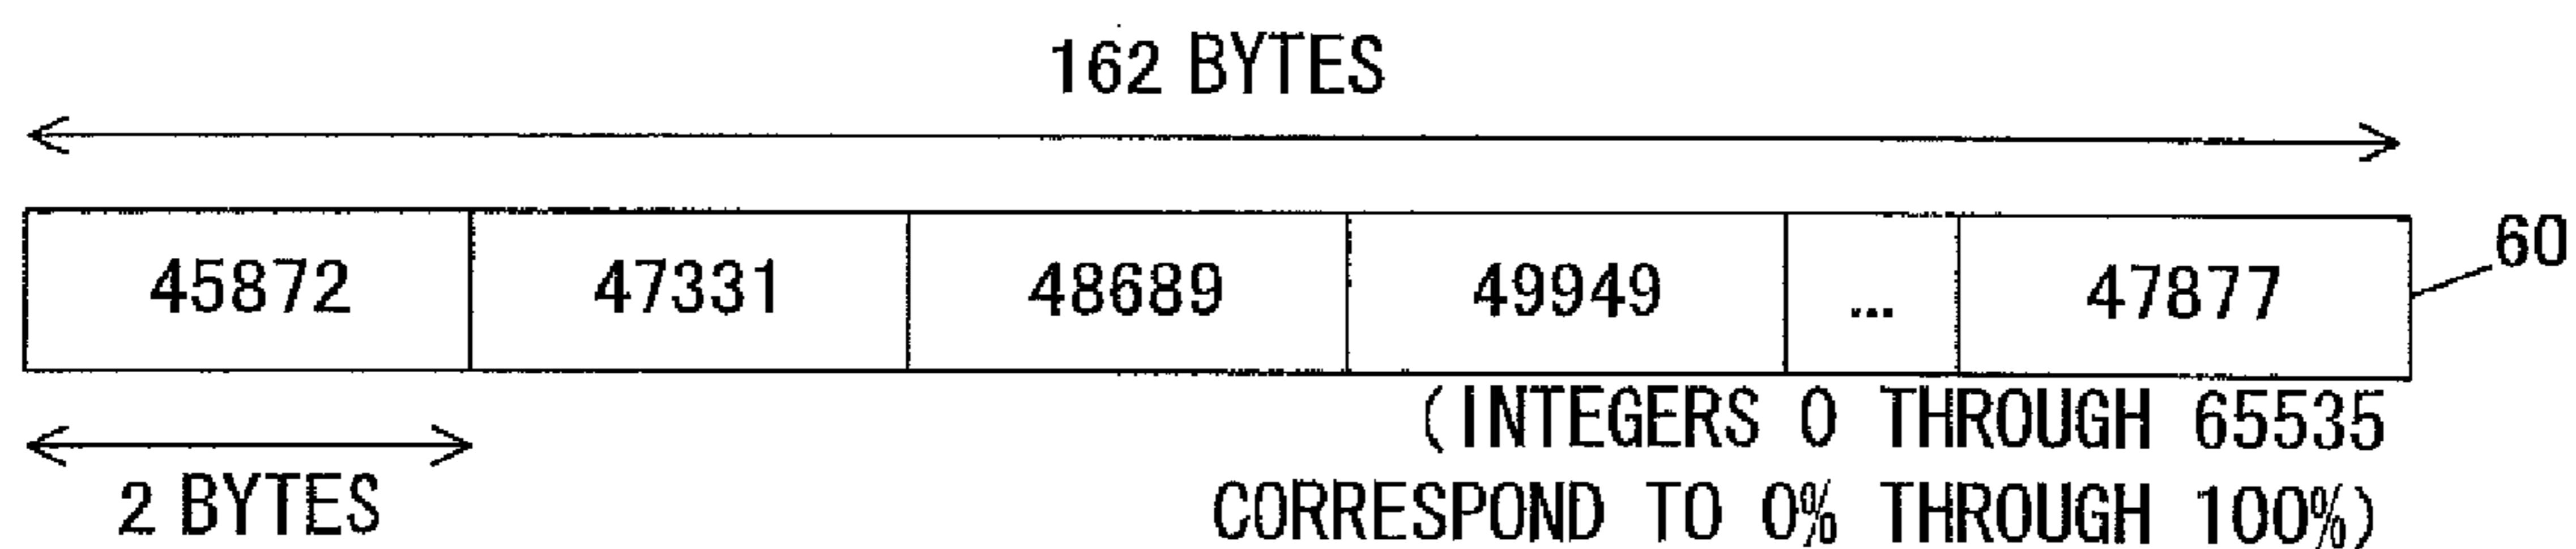 162 BYTES
45872 47331 48689 49949 ... 47877
60
(INTEGERS 0 THROUGH 65535
CORRESPOND TO 0% THROUGH 100%)
2 BYTES